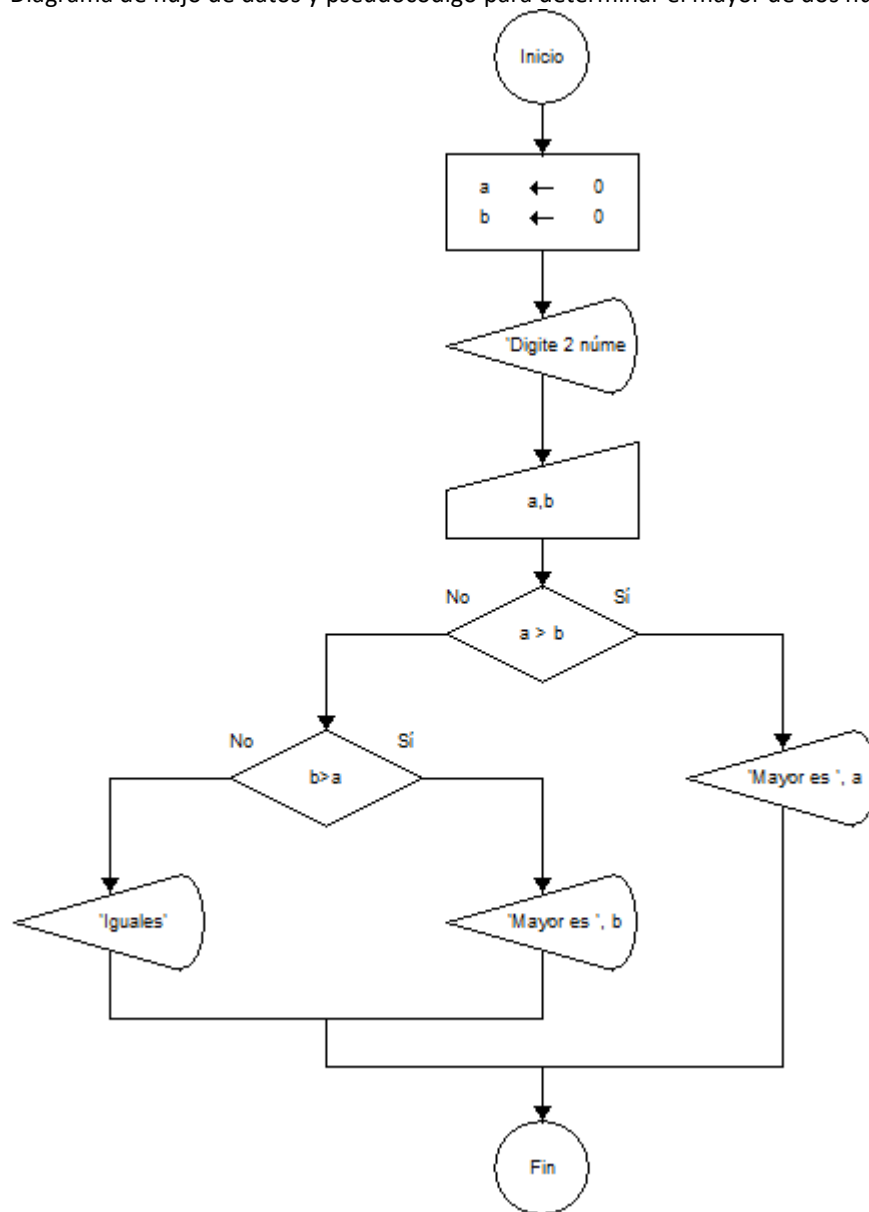 Diagrama de flujo de datos y pseudocódigo para determinar el mayor de dos
Inicio
a ← 0
b ← 0
'Digite 2 núme
a,b
No
Sí
a > b
No
Sí
b>a
'Mayor es ', a
'Iguales'
'Mayor es ', b
Fin